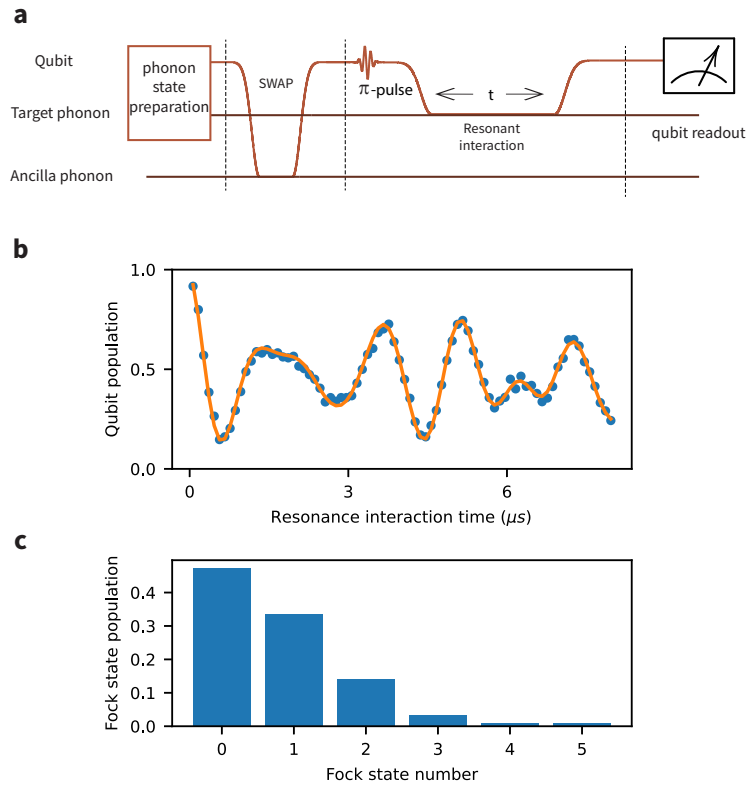 a
Qubit
phonon
state
preparation
SWAP
π-pulse
t
Target phonon
Resonant
interaction
qubit readout
Ancilla phonon
b
1.0
0.5
0.0
Qubit population
0
3
6
Resonance interaction time (μs)
c
0.4
0.3
0.2
0.1
0.0
Fock state population
0
1
2
3
4
5
Fock state number